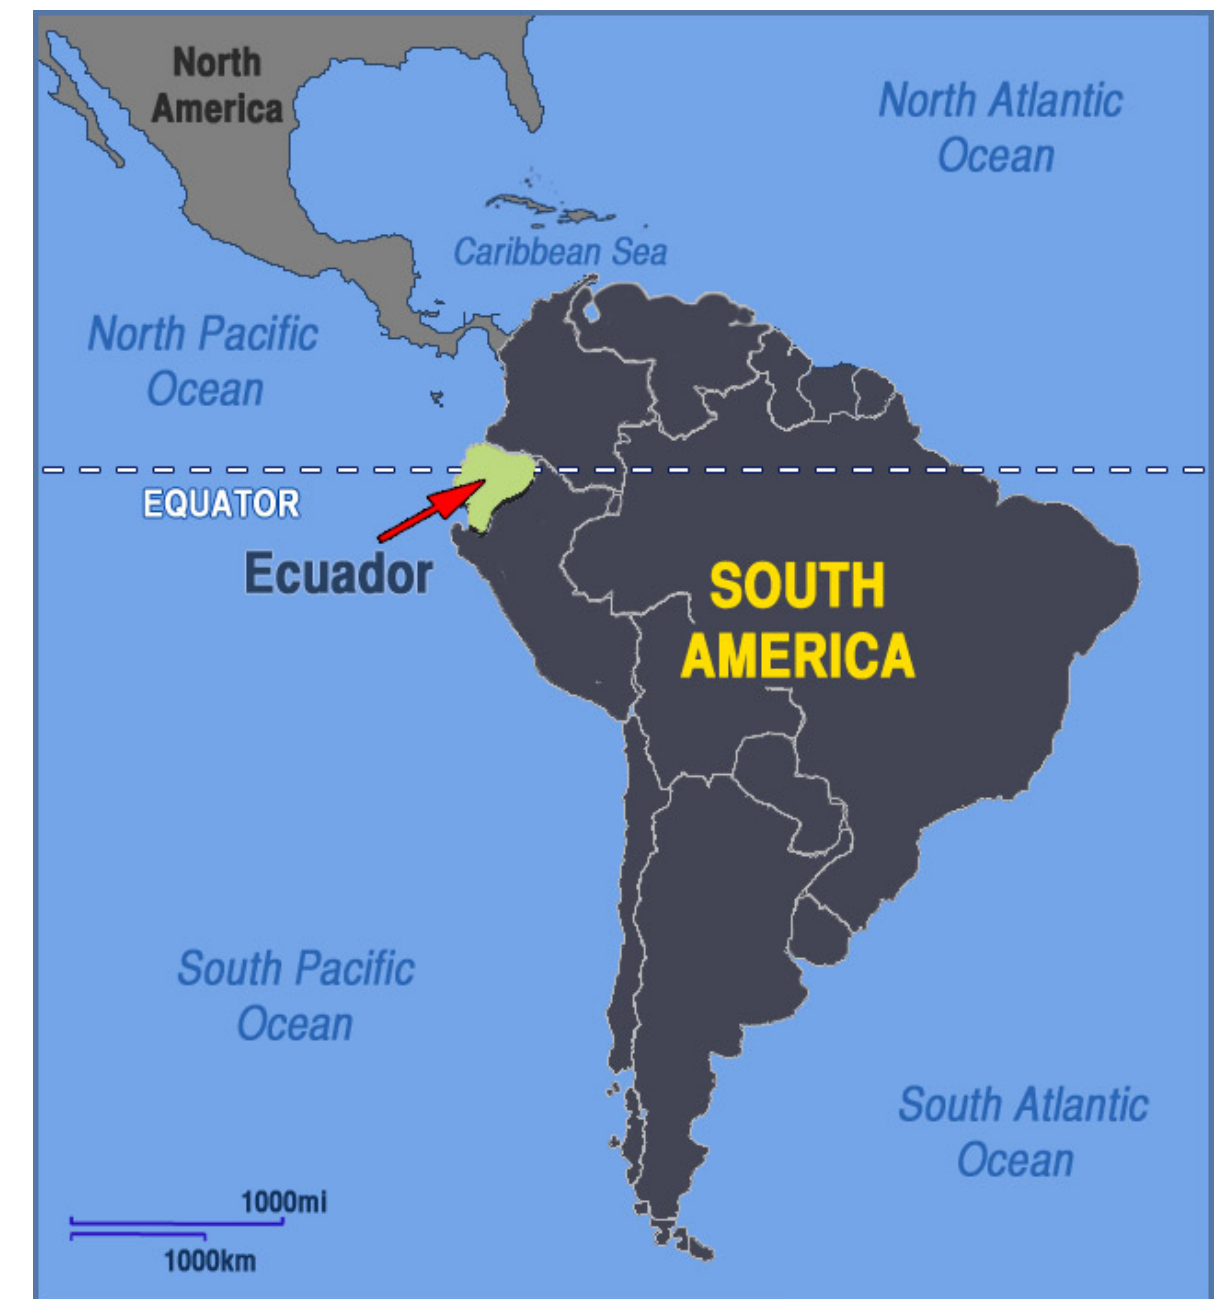 North
America
North Atlantic
Ocean
Caribbean Sea
North Pacific
Ocean
EQUATOR
Ecuador
SOUTH
AMERICA
South Pacific
Ocean
South Atlantic
Ocean
1000mi
1000km